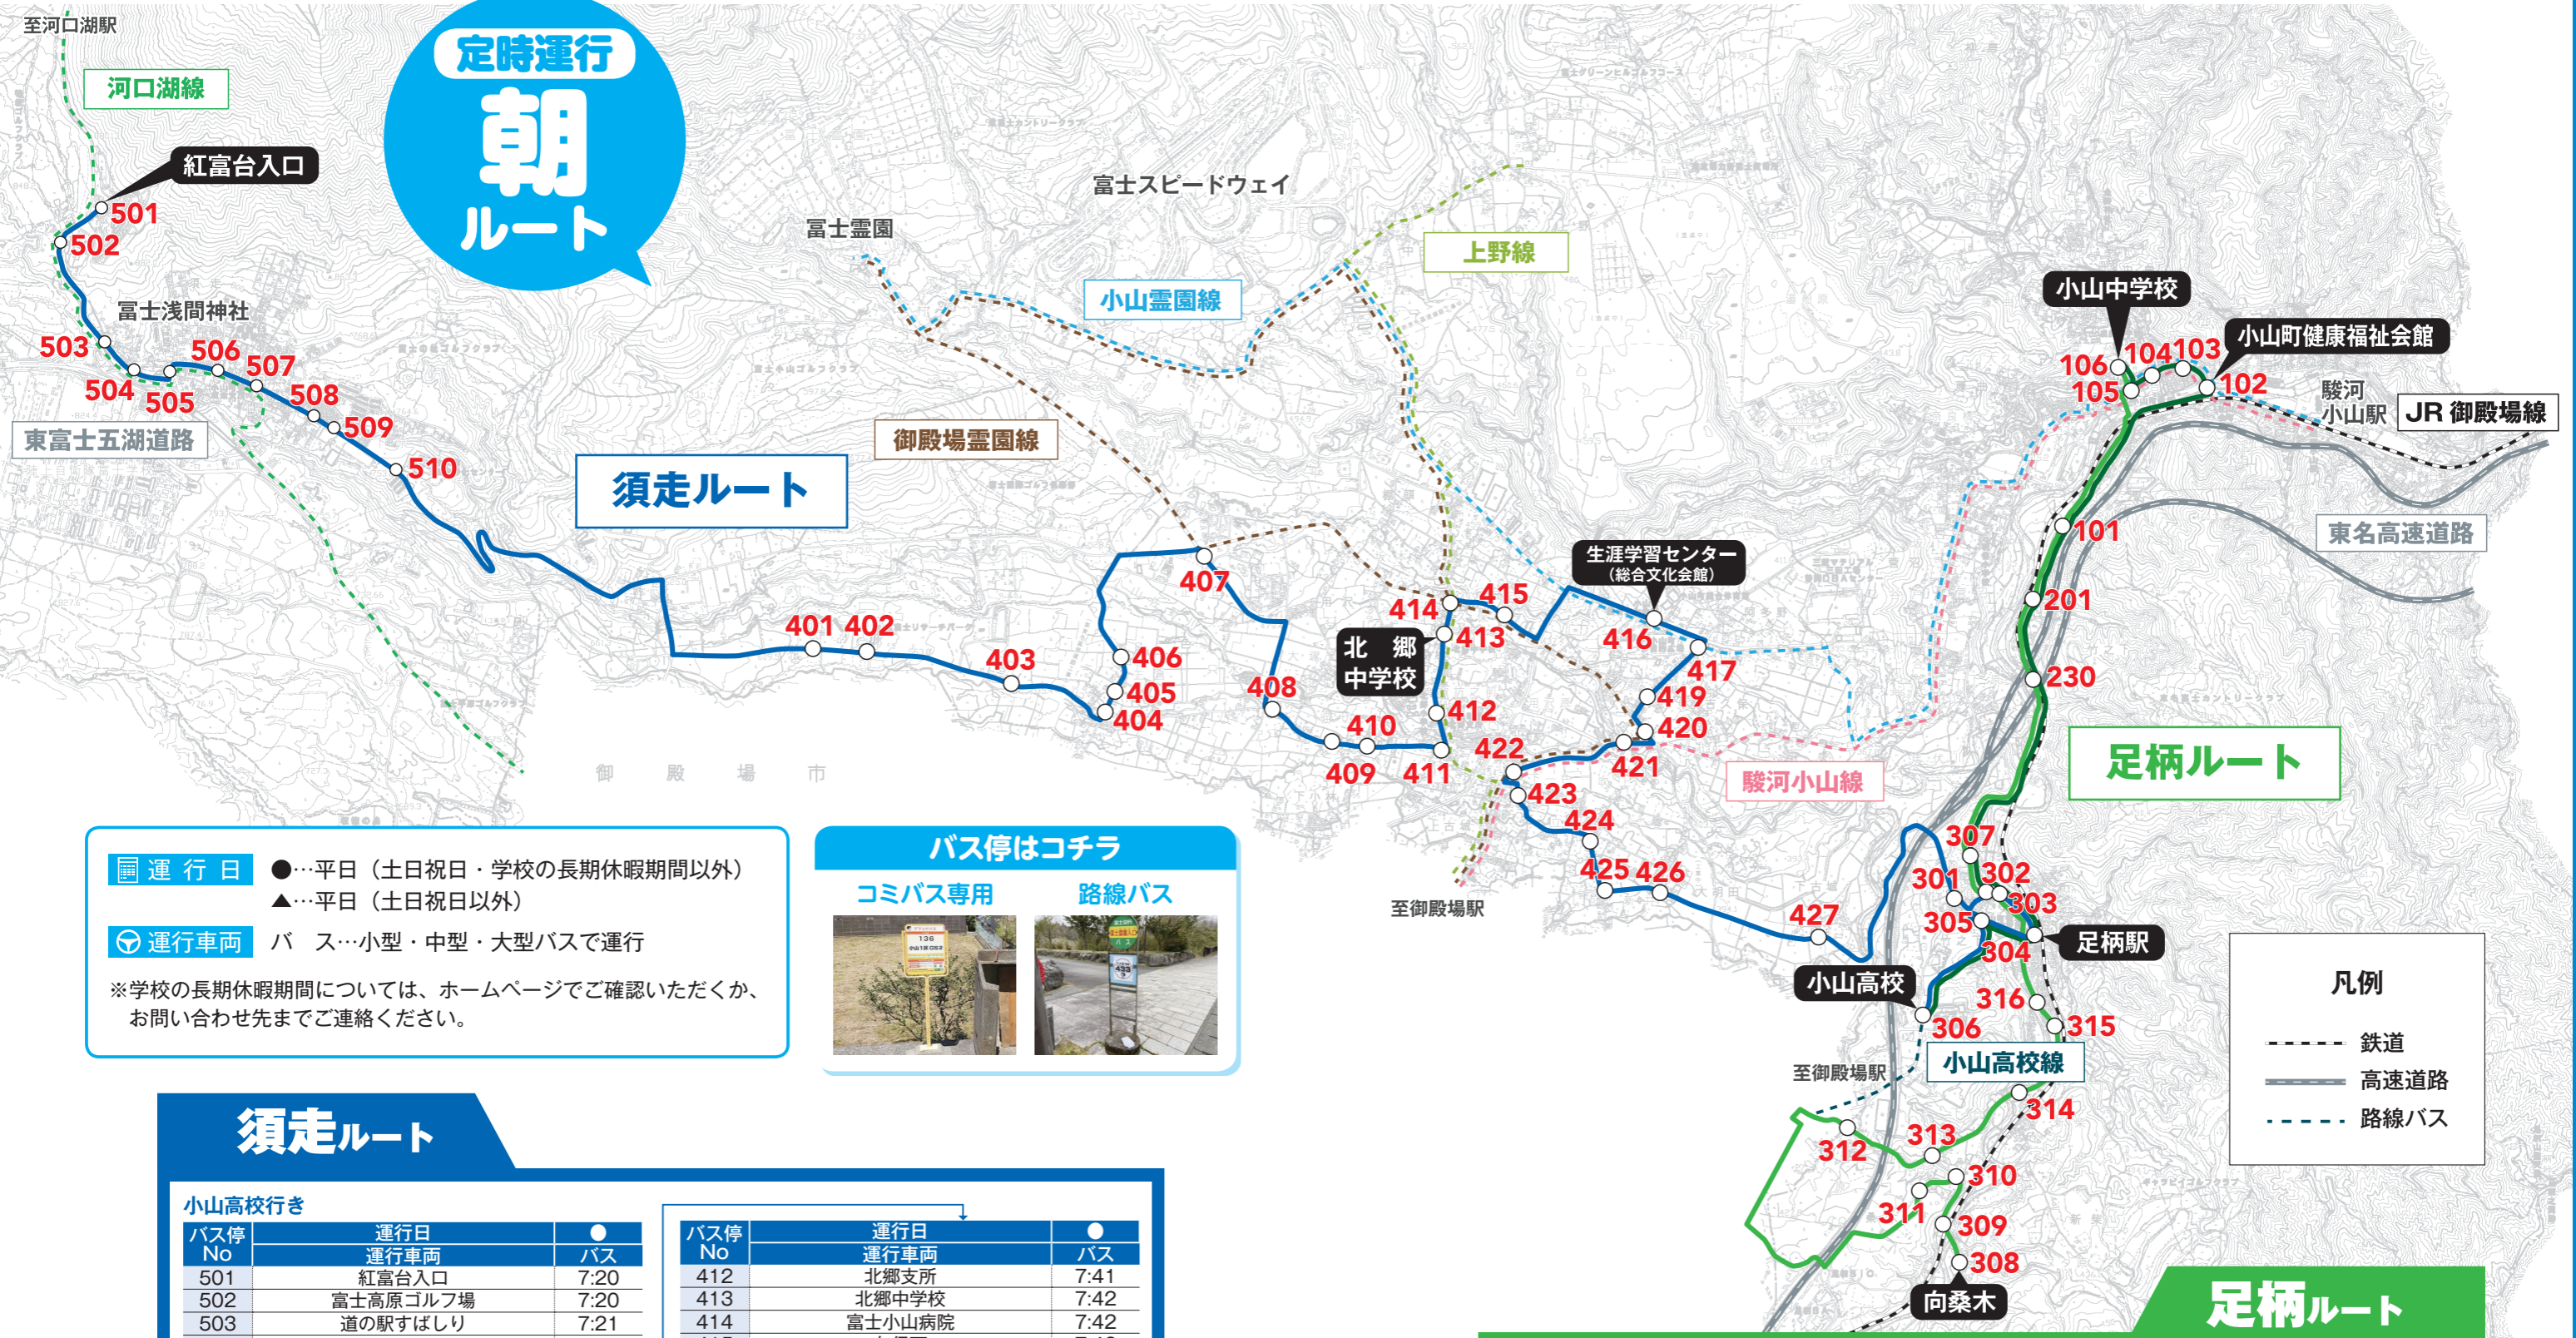 至河口湖駅
河口湖線
定時運行
朝
ルート
紅富台入口
501
502
冨士浅間神社
503
504
505
506
507
508
509
510
東富士五湖道路
須走ルート
富士霊園
富士スピードウェイ
小山霊園線
上野線
御殿場霊園線
401
402
403
404
405
406
407
408
409
410
411
412
413
414
415
北郷
中学校
生涯学習センター
（総合文化会館）
416
417
419
420
421
422
423
424
425
426
427
駿河小山線
至御殿場駅
御殿場市
小山中学校
小山町健康福祉会館
106
104
103
105
102
駿河
小山駅
JR 御殿場線
東名高速道路
101
201
230
足柄ルート
307
302
301
303
305
304
足柄駅
小山高校
306
316
315
小山高校線
至御殿場駅
314
312
313
310
311
309
308
向桑木
凡例
鉄道
高速道路
路線バス
運行日
●…平日（土日祝日・学校の長期休暇期間以外）
▲…平日（土日祝日以外）
運行車両
バ　ス…小型・中型・大型バスで運行
※学校の長期休暇期間については、ホームページでご確認いただくか、
お問い合わせ先までご連絡ください。
バス停はコチラ
コミバス専用
路線バス
136
須走ルート
小山高校行き
バス停No 運行日 ●
運行車両 バス
501 紅富台入口 7:20
502 富士高原ゴルフ場 7:20
503 道の駅すばしり 7:21
バス停No 運行日 ●
運行車両 バス
412 北郷支所 7:41
413 北郷中学校 7:42
414 富士小山病院 7:42
足柄ルート